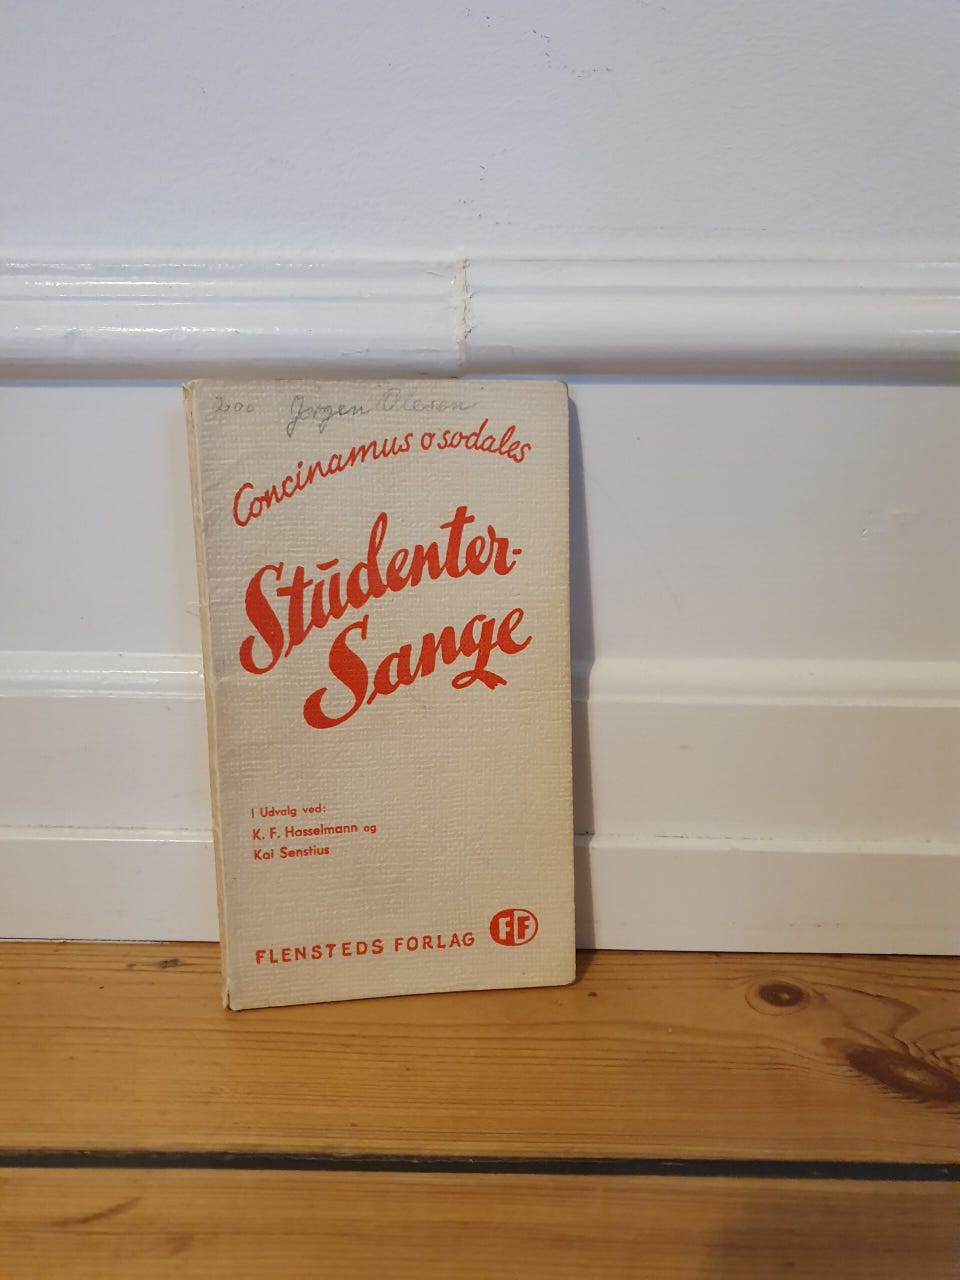 200 Jørgen Olesen
Concinamus o sodales
Studenter-
Sange
I Udvalg ved:
K. F. Hasselmann og
Kai Senstius
FLENSTEDS FORLAG FF